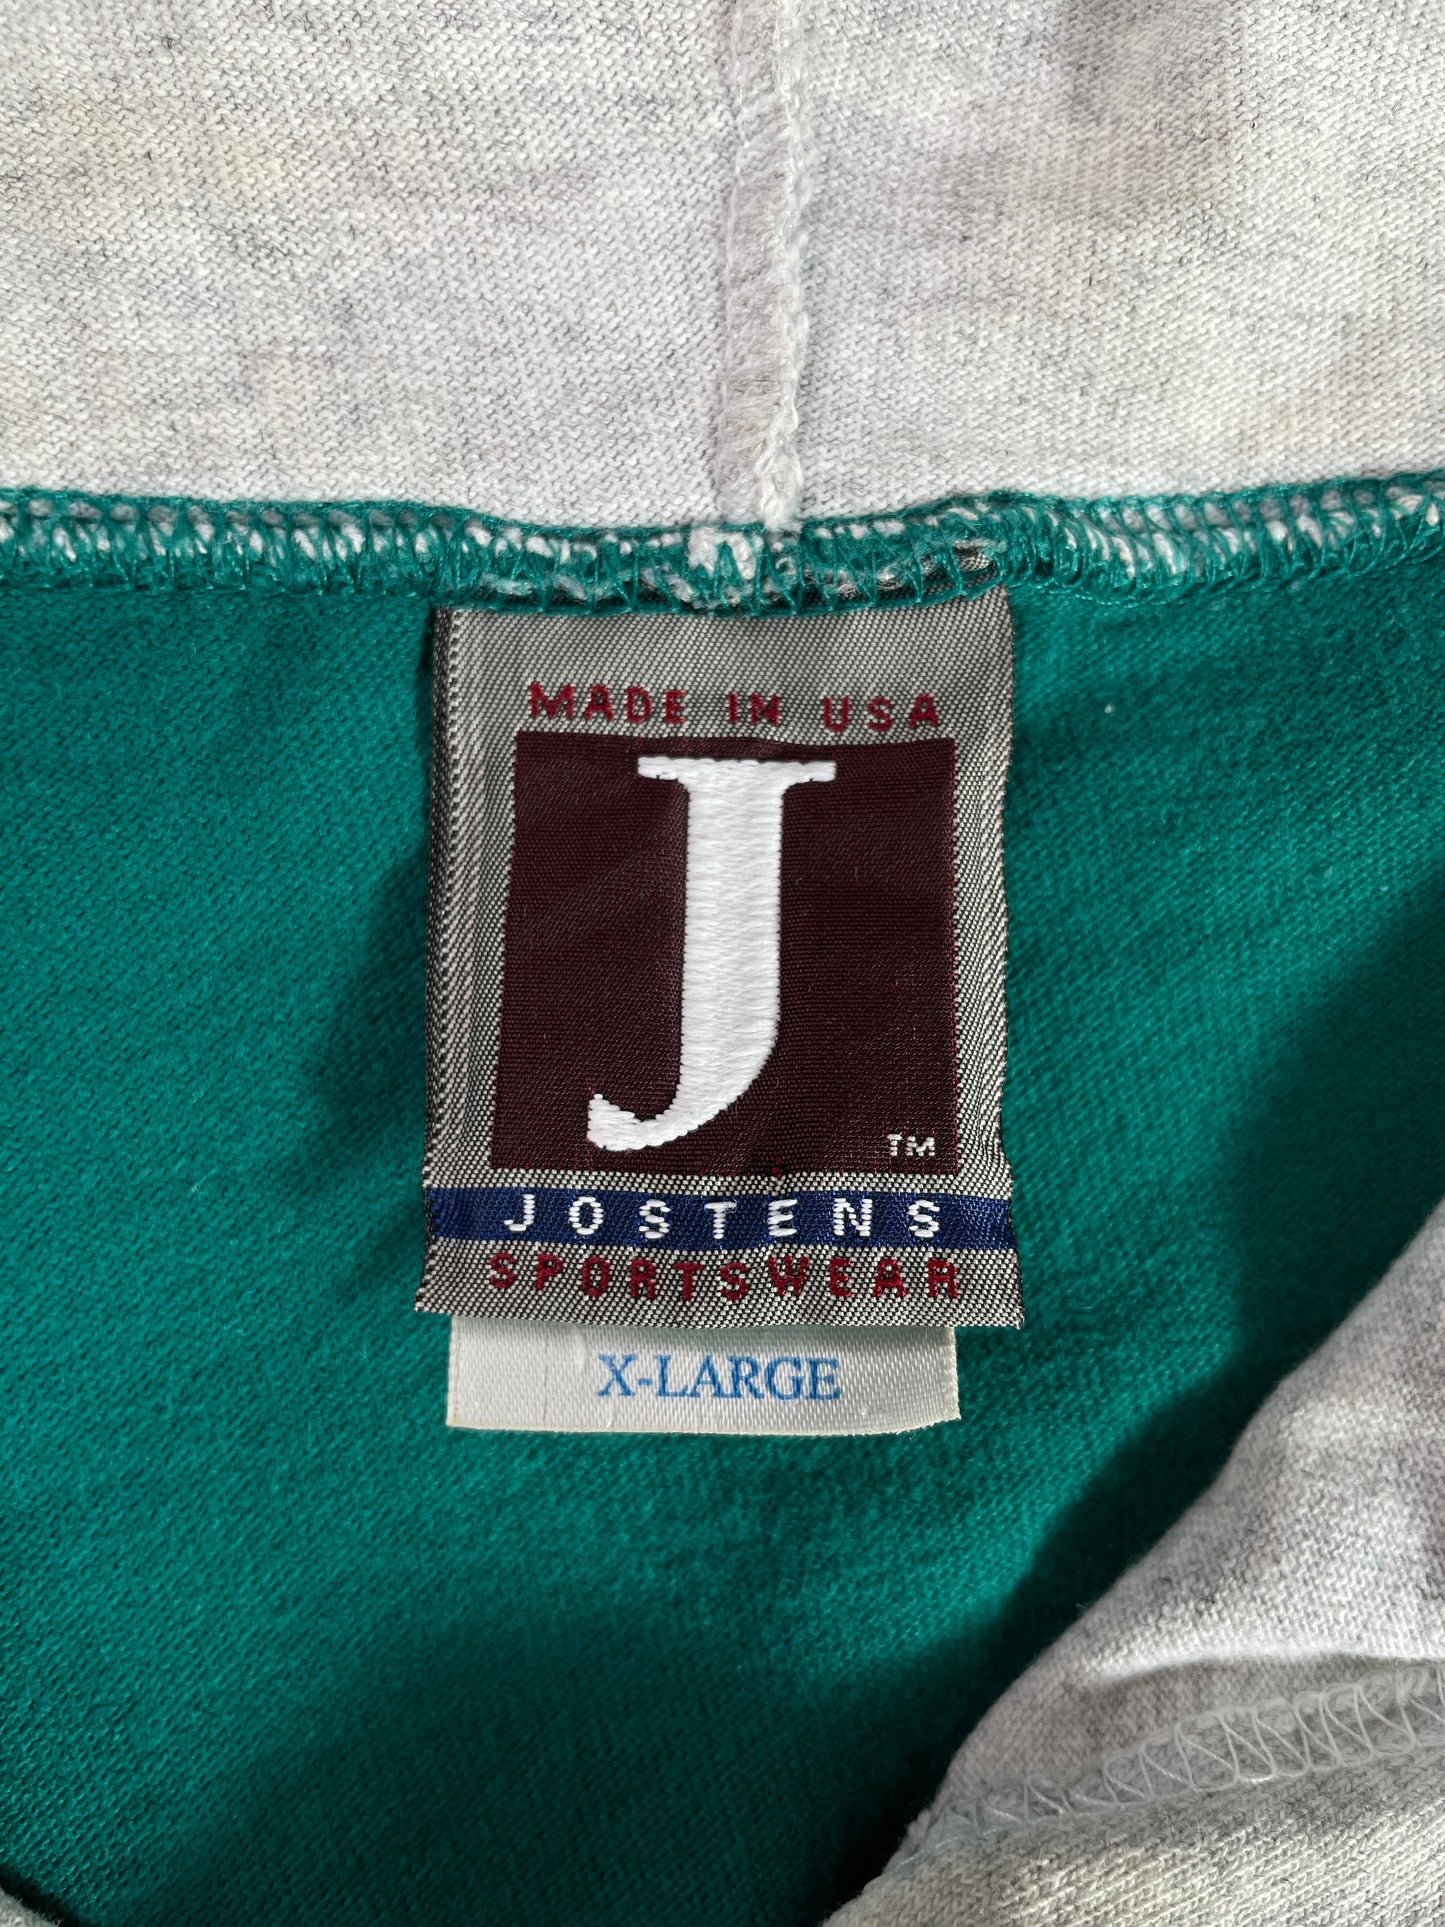 MADE IN USA
J
TM
JOSTENS
SPORTSWEAR
X-LARGE